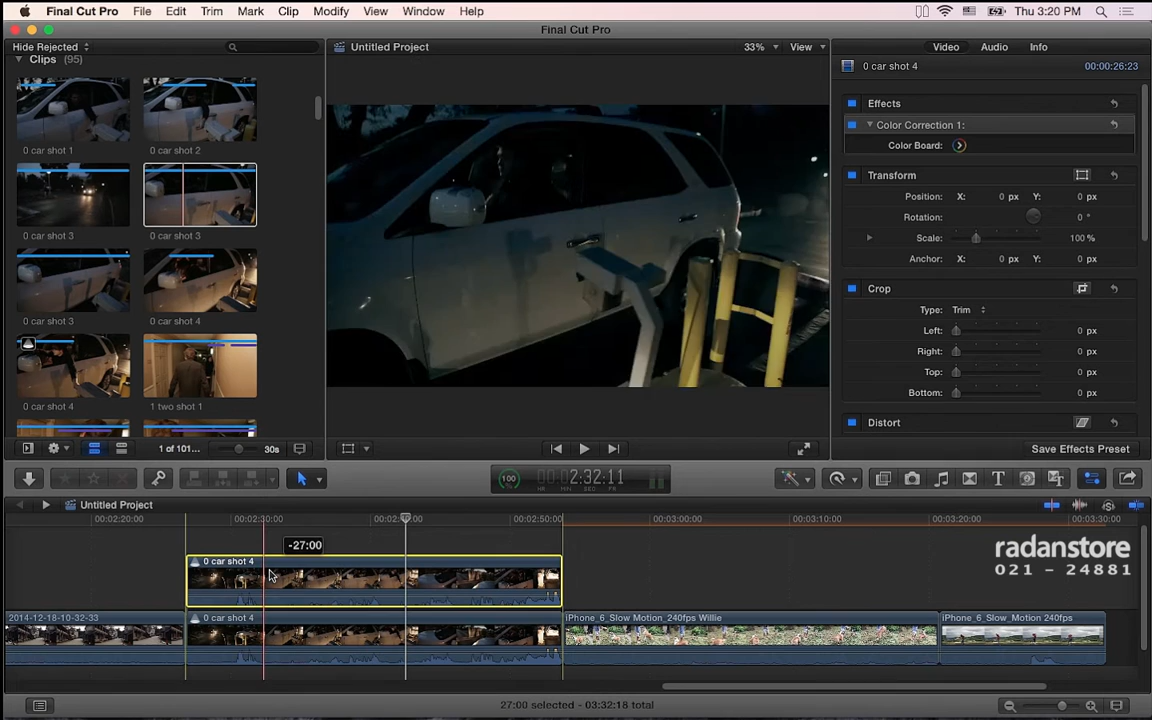 Final Cut Pro File Edit Trim Mark Clip Modify View Window Help Thu 3:20 PM
Final Cut Pro
Hide Rejected Untitled Project 33% View Video Audio Info
Clips (95)
0 car shot 4 00:00:26:23
Effects
Color Correction 1:
Color Board:
0 car shot 1 0 car shot 2
Transform
Position: X: 0 px Y: 0 px
Rotation: 0 °
0 car shot 3 0 car shot 3
Scale: 100 %
Anchor: X: 0 px Y: 0 px
Crop
Type: Trim
0 car shot 3 0 car shot 4
Left: 0 px
Right: 0 px
Top: 0 px
Bottom: 0 px
0 car shot 4 1 two shot 1
Distort
1 of 101... 30s Save Effects Preset
100 2:32:11
HR MIN SEC FR
Untitled Project
00:02:20:00 00:02:30:00 00:02:50:00 00:03:00:00 00:03:10:00 00:03:20:00 00:03:30:00
-27:00
0 car shot 4
radanstore
021 - 24881
2014-12-18-10-32-33 0 car shot 4 iPhone_6_Slow Motion_240fps Willie iPhone_6_Slow_Motion 240fps
27:00 selected - 03:32:18 total